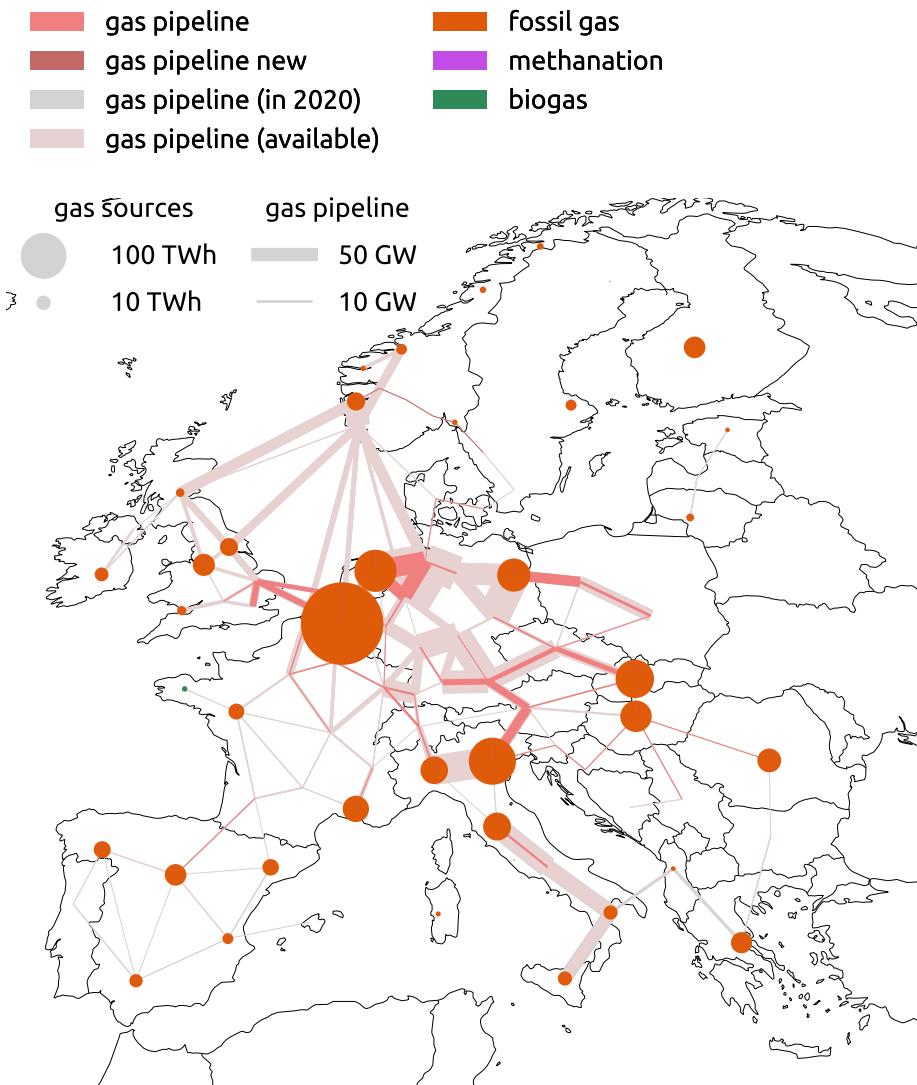 gas pipeline
gas pipeline new
gas pipeline (in 2020)
gas pipeline (available)
fossil gas
methanation
biogas
gas sources
100 TWh
10 TWh
gas pipeline
50 GW
10 GW